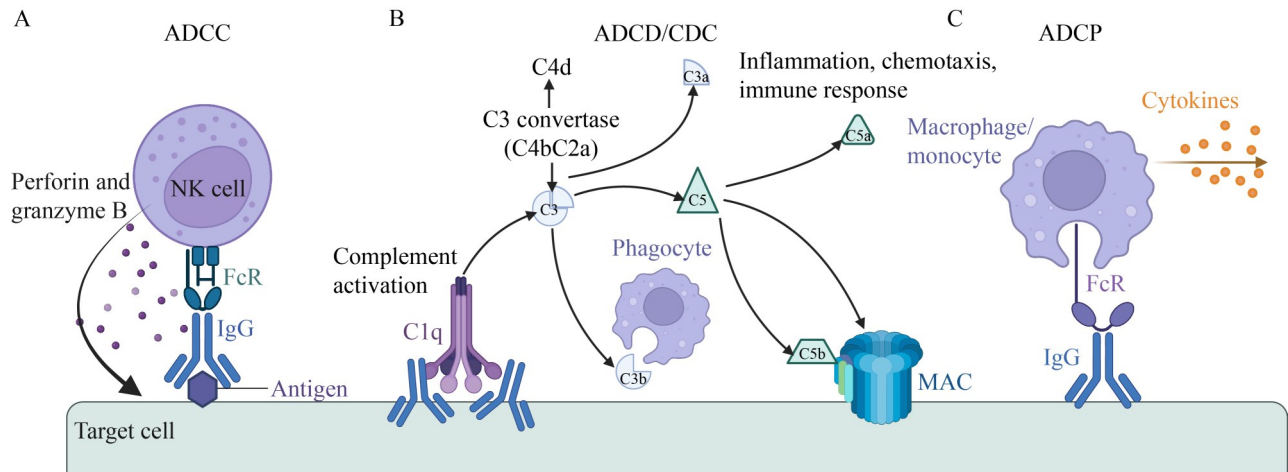 A
ADCC
Perforin and
granzyme B
NK cell
FcR
IgG
Antigen
Target cell
B
ADCD/CDC
C4d
C3 convertase
(C4bC2a)
C3a
Inflammation, chemotaxis,
immune response
C5a
C3
C5
Complement
activation
Phagocyte
C1q
C3b
C5b
MAC
C
ADCP
Macrophage/
monocyte
Cytokines
FcR
IgG